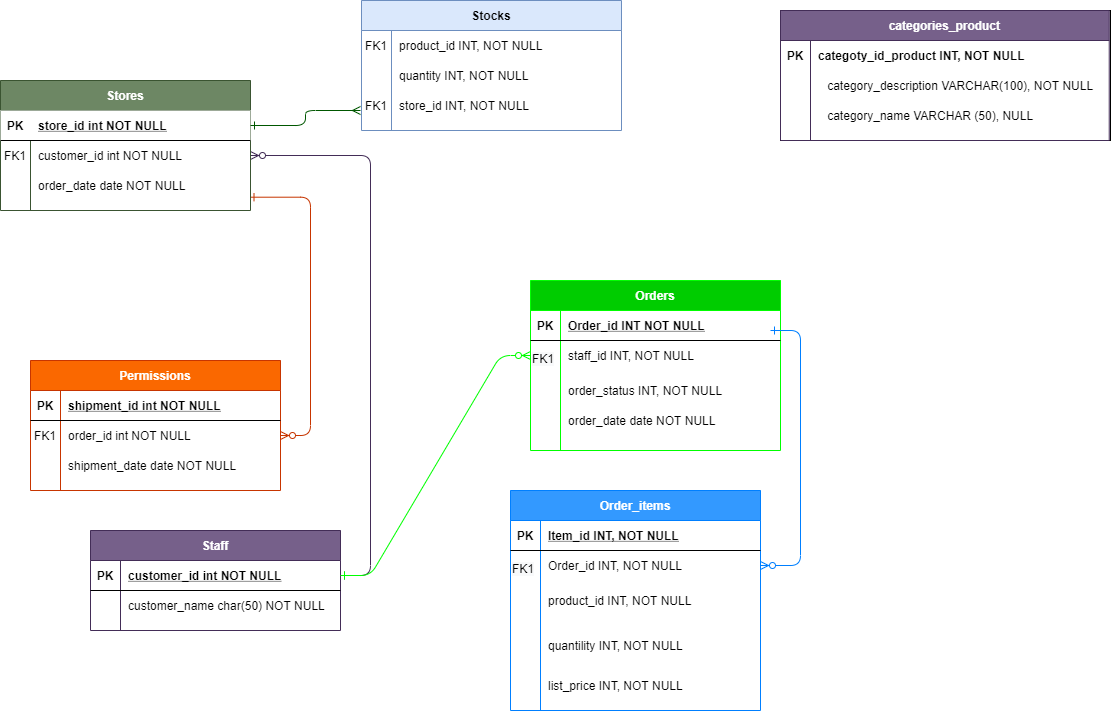 Stocks
FK1 product_id INT, NOT NULL
quantity INT, NOT NULL
FK1 store_id INT, NOT NULL
categories_product
PK categoty_id_product INT, NOT NULL
category_description VARCHAR(100), NOT NULL
category_name VARCHAR (50), NULL
Stores
PK store_id int NOT NULL
FK1 customer_id int NOT NULL
order_date date NOT NULL
Orders
PK Order_id INT NOT NULL
FK1 staff_id INT, NOT NULL
order_status INT, NOT NULL
order_date date NOT NULL
Permissions
PK shipment_id int NOT NULL
FK1 order_id int NOT NULL
shipment_date date NOT NULL
Order_items
PK Item_id INT, NOT NULL
FK1 Order_id INT, NOT NULL
product_id INT, NOT NULL
quantility INT, NOT NULL
list_price INT, NOT NULL
Staff
PK customer_id int NOT NULL
customer_name char(50) NOT NULL